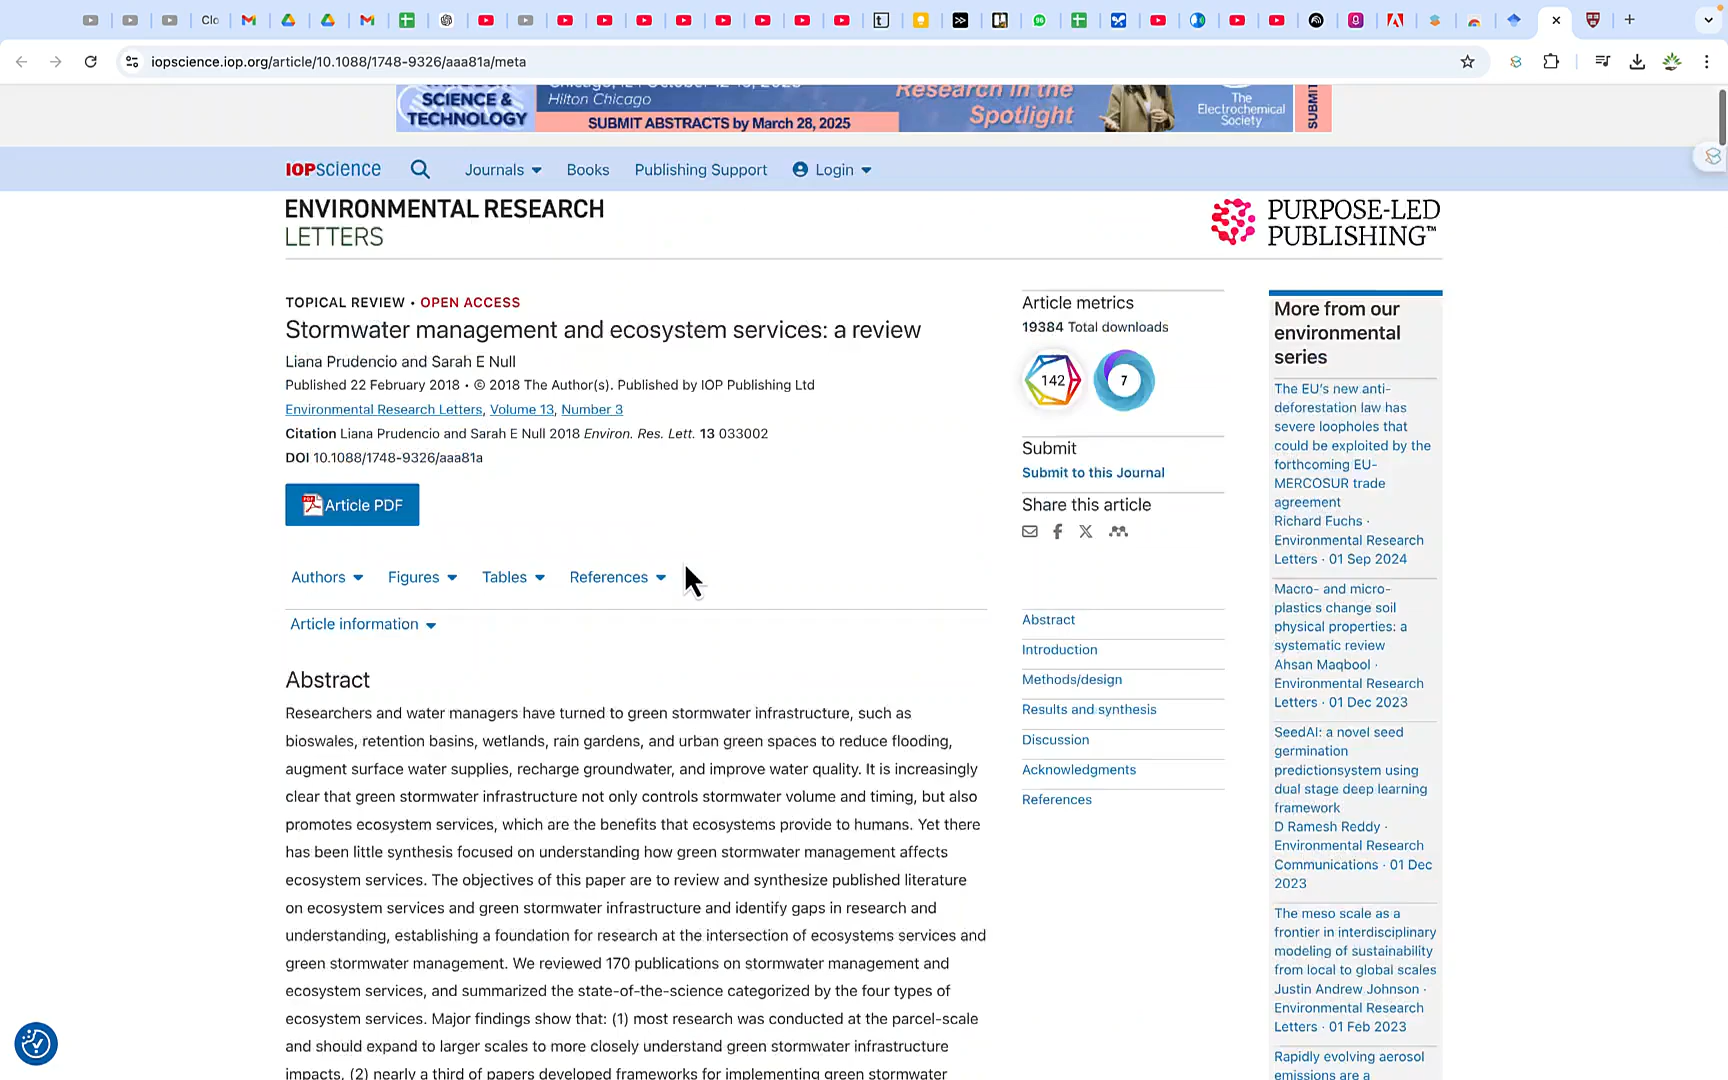 Clo
iopscience.iop.org/article/10.1088/1748-9326/aaa81a/meta
SCIENCE &
TECHNOLOGY
Hilton Chicago
SUBMIT ABSTRACTS by March 28, 2025
Research in the
Spotlight
The
Electrochemical
Society
SUBMIT
IOPscience
Journals
Books
Publishing Support
Login
ENVIRONMENTAL RESEARCH
LETTERS
PURPOSE-LED
PUBLISHING™
TOPICAL REVIEW • OPEN ACCESS
Stormwater management and ecosystem services: a review
Liana Prudencio and Sarah E Null
Published 22 February 2018 • © 2018 The Author(s). Published by IOP Publishing Ltd
Environmental Research Letters, Volume 13, Number 3
Citation Liana Prudencio and Sarah E Null 2018 Environ. Res. Lett. 13 033002
DOI 10.1088/1748-9326/aaa81a
Article PDF
Authors
Figures
Tables
References
Article information
Abstract
Researchers and water managers have turned to green stormwater infrastructure, such as
bioswales, retention basins, wetlands, rain gardens, and urban green spaces to reduce flooding,
augment surface water supplies, recharge groundwater, and improve water quality. It is increasingly
clear that green stormwater infrastructure not only controls stormwater volume and timing, but also
promotes ecosystem services, which are the benefits that ecosystems provide to humans. Yet there
has been little synthesis focused on understanding how green stormwater management affects
ecosystem services. The objectives of this paper are to review and synthesize published literature
on ecosystem services and green stormwater infrastructure and identify gaps in research and
understanding, establishing a foundation for research at the intersection of ecosystems services and
green stormwater management. We reviewed 170 publications on stormwater management and
ecosystem services, and summarized the state-of-the-science categorized by the four types of
ecosystem services. Major findings show that: (1) most research was conducted at the parcel-scale
and should expand to larger scales to more closely understand green stormwater infrastructure
impacts, (2) nearly a third of papers developed frameworks for implementing green stormwater
Article metrics
19384 Total downloads
142
7
Submit
Submit to this Journal
Share this article
Abstract
Introduction
Methods/design
Results and synthesis
Discussion
Acknowledgments
References
More from our
environmental
series
The EU's new anti-
deforestation law has
severe loopholes that
could be exploited by the
forthcoming EU-
MERCOSUR trade
agreement
Richard Fuchs ·
Environmental Research
Letters · 01 Sep 2024
Macro- and micro-
plastics change soil
physical properties: a
systematic review
Ahsan Maqbool ·
Environmental Research
Letters · 01 Dec 2023
SeedAI: a novel seed
germination
predictionsystem using
dual stage deep learning
framework
D Ramesh Reddy ·
Environmental Research
Communications · 01 Dec
2023
The meso scale as a
frontier in interdisciplinary
modeling of sustainability
from local to global scales
Justin Andrew Johnson ·
Environmental Research
Letters · 01 Feb 2023
Rapidly evolving aerosol
emissions are a